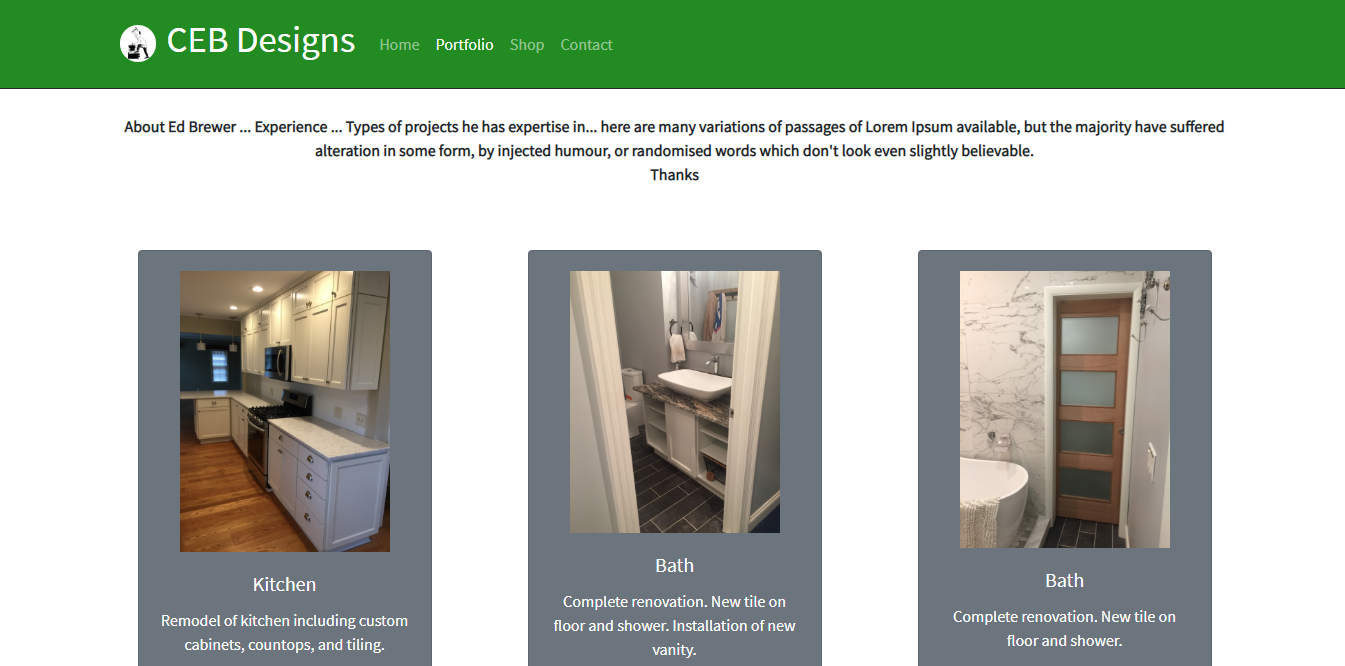 CEB Designs Home Portfolio Shop Contact
About Ed Brewer ... Experience ... Types of projects he has expertise in... here are many variations of passages of Lorem Ipsum available, but the majority have suffered
alteration in some form, by injected humour, or randomised words which don't look even slightly believable.
Thanks
Kitchen
Remodel of kitchen including custom
cabinets, countops, and tiling.
Bath
Complete renovation. New tile on
floor and shower. Installation of new
vanity.
Bath
Complete renovation. New tile on
floor and shower.